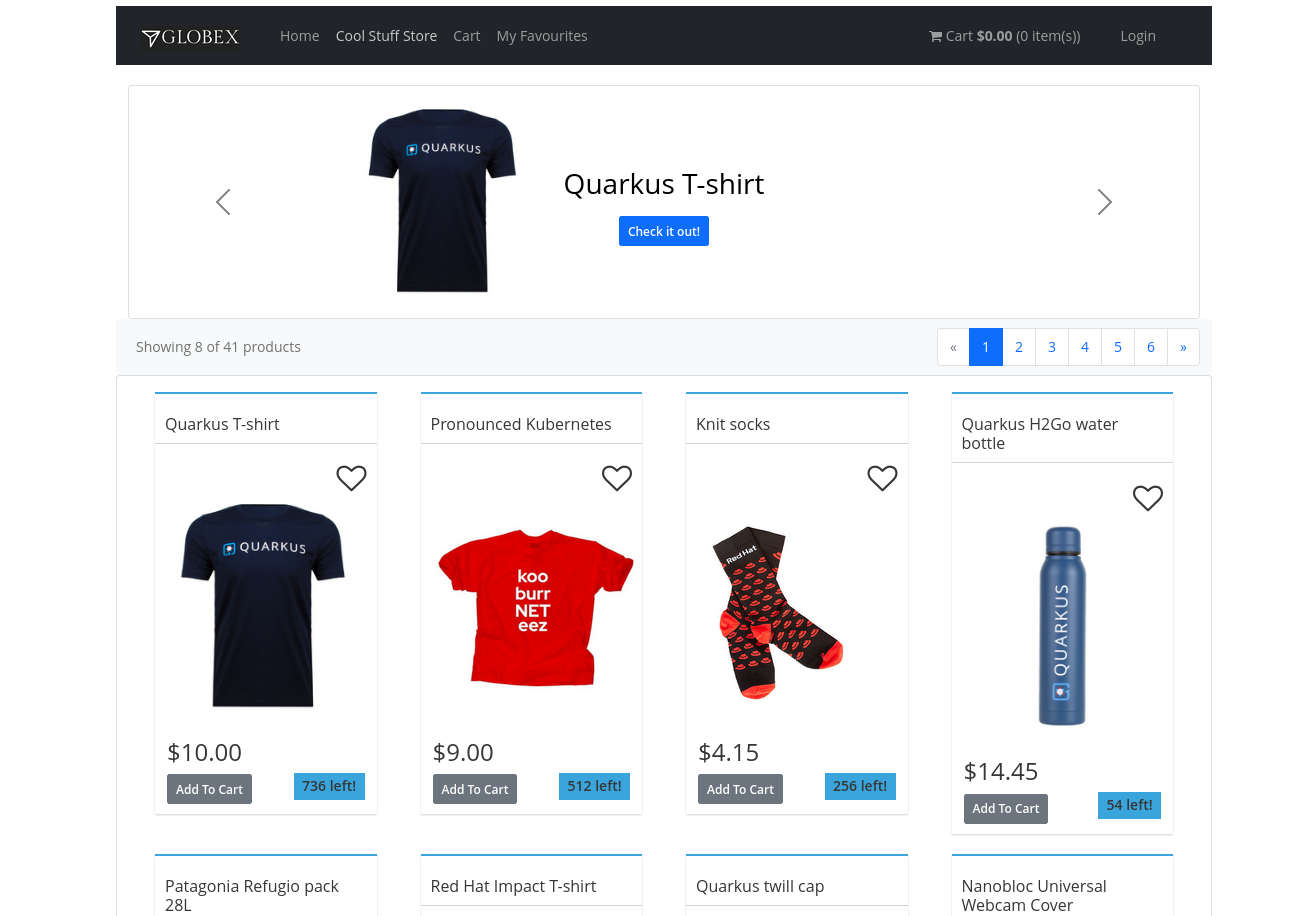 GLOBEX
Home
Cool Stuff Store
Cart
My Favourites
Cart $0.00 (0 item(s))
Login
QUARKUS
Quarkus T-shirt
Check it out!
Showing 8 of 41 products
«
1
2
3
4
5
6
»
Quarkus T-shirt
QUARKUS
$10.00
Add To Cart
736 left!
Pronounced Kubernetes
koo
burr
NET
eez
$9.00
Add To Cart
512 left!
Knit socks
Red Hat
$4.15
Add To Cart
256 left!
Quarkus H2Go water
bottle
QUARKUS
$14.45
Add To Cart
54 left!
Patagonia Refugio pack
28L
Red Hat Impact T-shirt
Quarkus twill cap
Nanobloc Universal
Webcam Cover